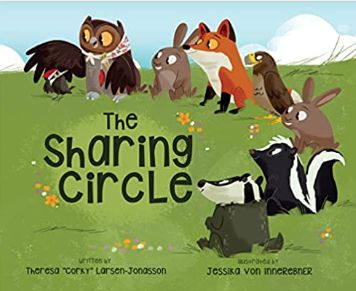 The
Sharing
Circle
written by
Theresa "Corky" Larsen-Jonasson
illustrated by
Jessika von Innerebner